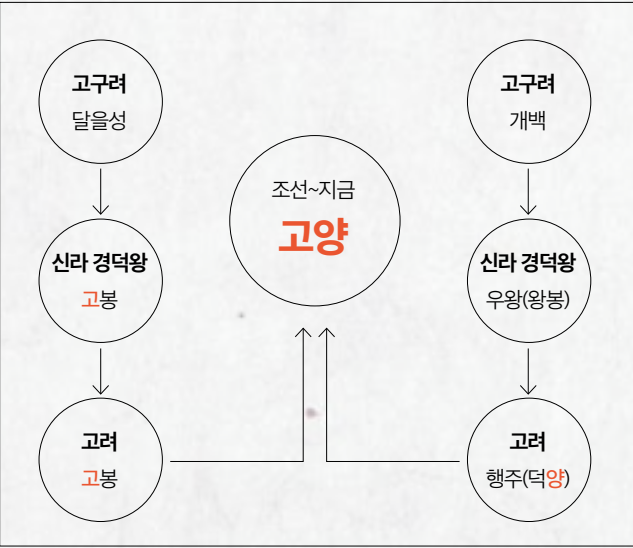 고구려
달을성
신라 경덕왕
고봉
고려
고봉
조선~지금
고양
고구려
개백
신라 경덕왕
우왕(왕봉)
고려
행주(덕양)